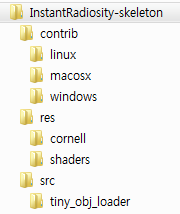 InstantRadiosity-skeleton
contrib
linux
macosx
windows
res
cornell
shaders
src
tiny_obj_loader